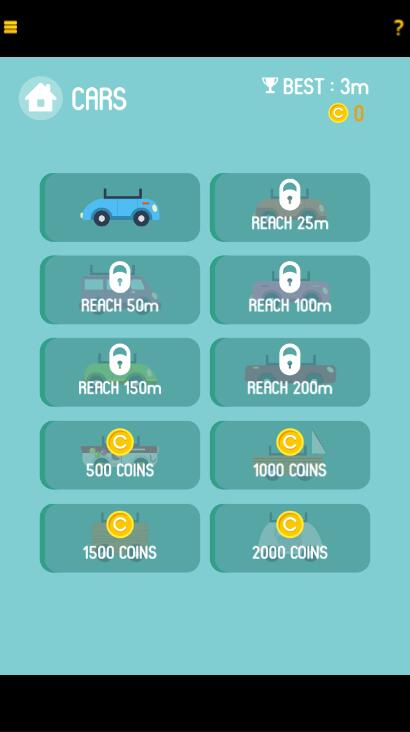 ?
CARS
BEST : 3m
C 0
REACH 25m
REACH 50m
REACH 100m
REACH 150m
REACH 200m
C
500 COINS
C
1000 COINS
C
1500 COINS
C
2000 COINS